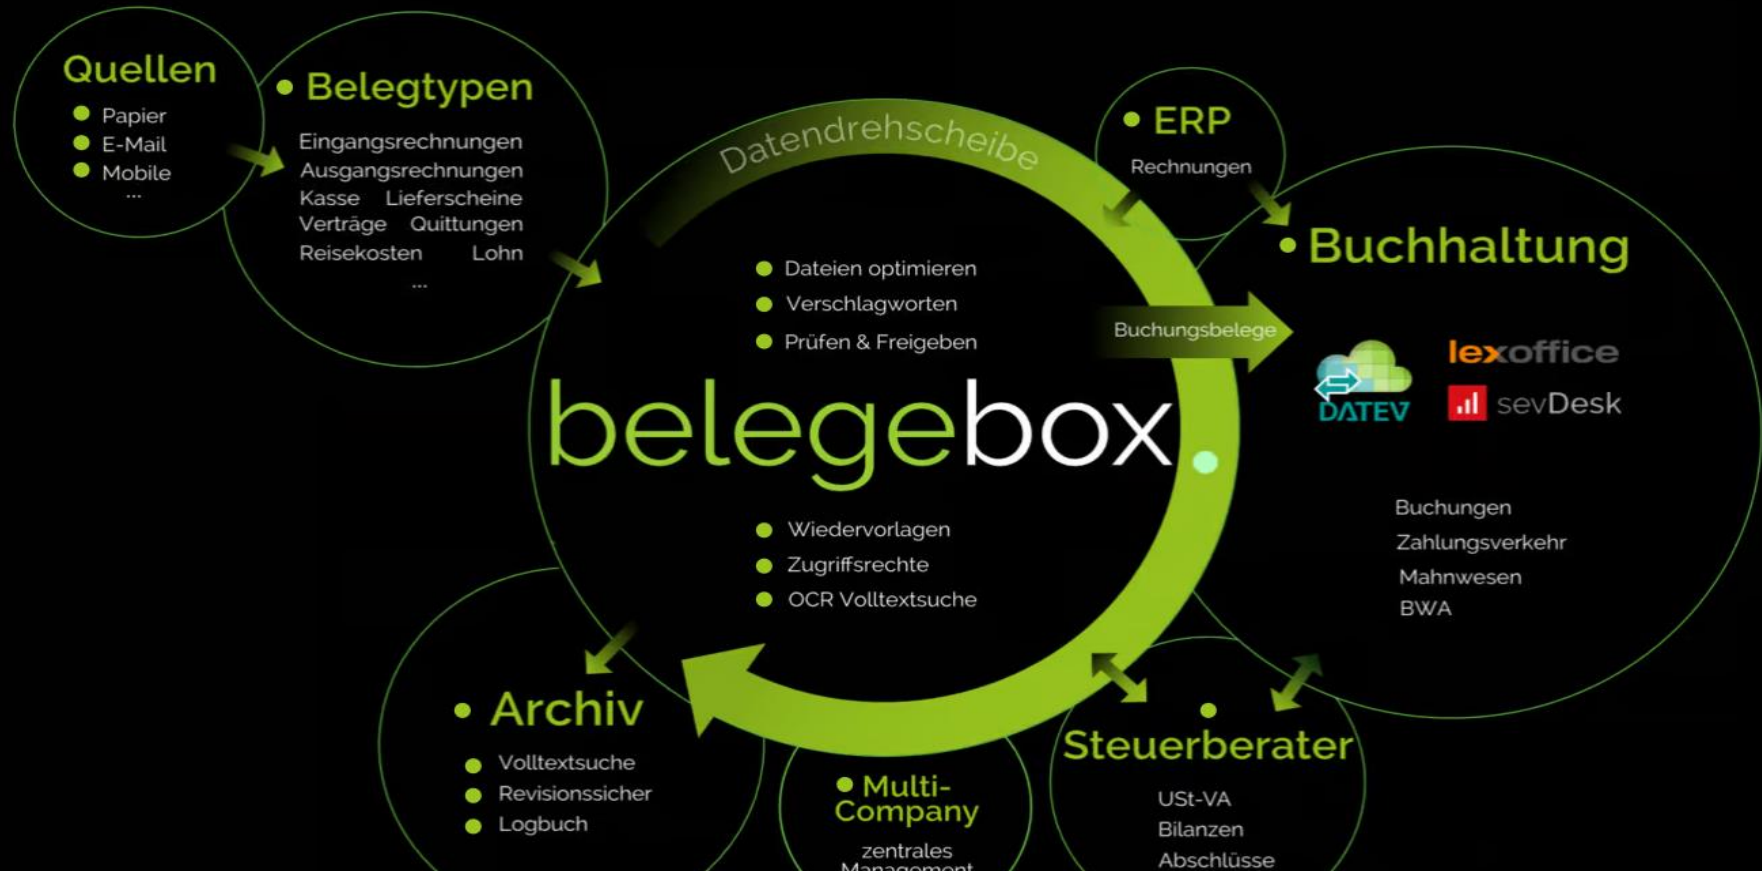 Quellen
Papier
E-Mail
Mobile
...
Belegtypen
Eingangsrechnungen
Ausgangsrechnungen
Kasse Lieferscheine
Verträge Quittungen
Reisekosten Lohn
...
Datendrehscheibe
Dateien optimieren
Verschlagworten
Prüfen & Freigeben
belegebox.
Wiedervorlagen
Zugriffsrechte
OCR Volltextsuche
ERP
Rechnungen
Buchungsbelege
Buchhaltung
DATEV
lexoffice
sevDesk
Buchungen
Zahlungsverkehr
Mahnwesen
BWA
Archiv
Volltextsuche
Revisionssicher
Logbuch
Multi-
Company
zentrales
Management
Steuerberater
USt-VA
Bilanzen
Abschlüsse